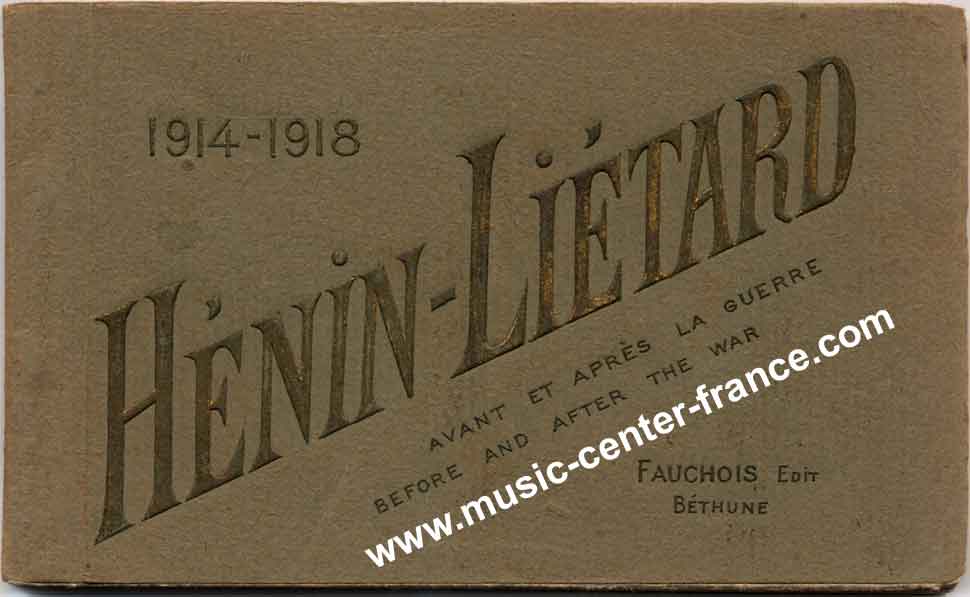 1914-1918
HÉNIN-LIÉTARD
AVANT ET APRÈS LA GUERRE
BEFORE AND AFTER THE WAR
www.music-center-france.com
FAUCHOIS EDIT
BÉTHUNE